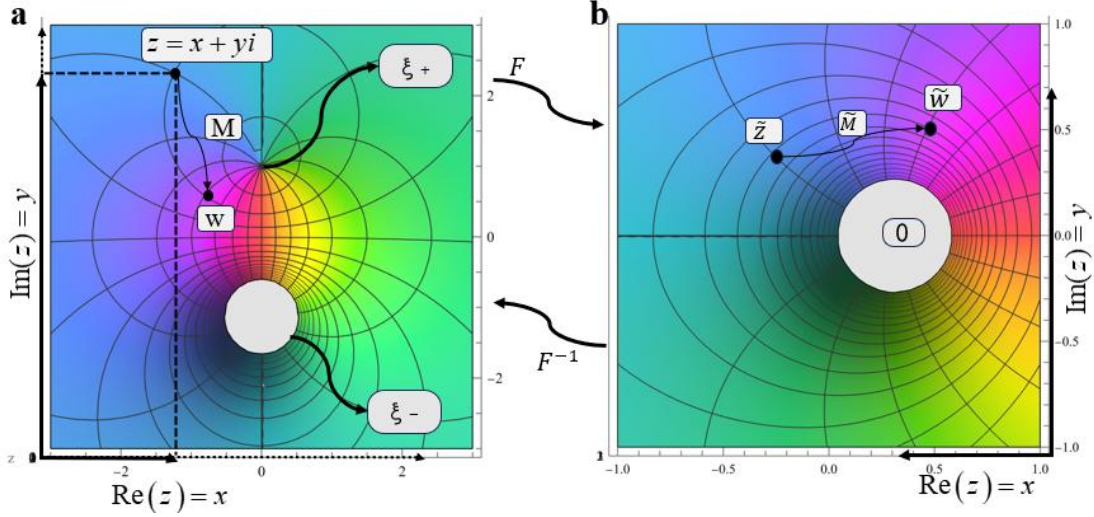 a
z = x + yi
ξ +
M
w
Im(z) = y
2
0
−2
ξ −
z
−2
0
2
Re(z) = x
F
F⁻¹
b
1.0
w̃
z̃
M̃
0.5
0
0.0
Im(z) = y
−0.5
−1.0
−1.0
−0.5
0.0
0.5
1.0
Re(z) = x